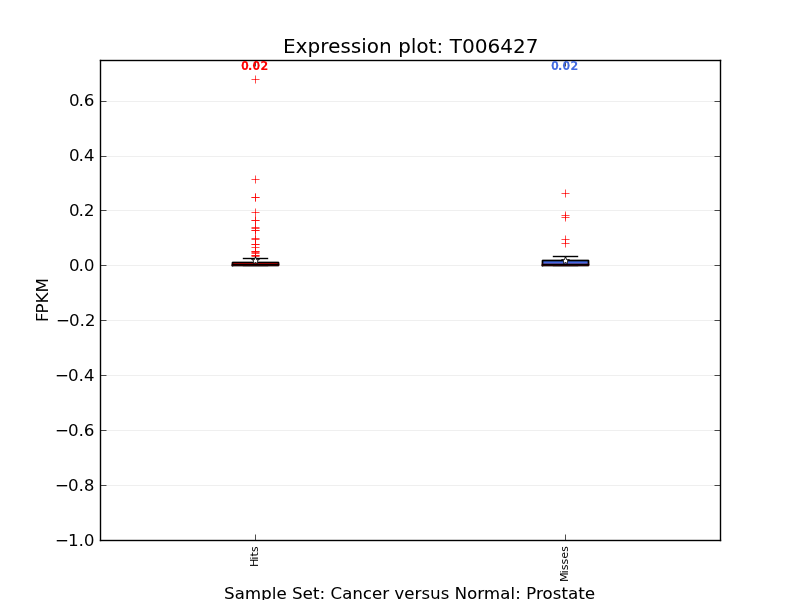 Expression plot: T006427
0.02
0.02
0.6
0.4
0.2
0.0
−0.2
−0.4
−0.6
−0.8
−1.0
FPKM
Hits
Misses
Sample Set: Cancer versus Normal: Prostate